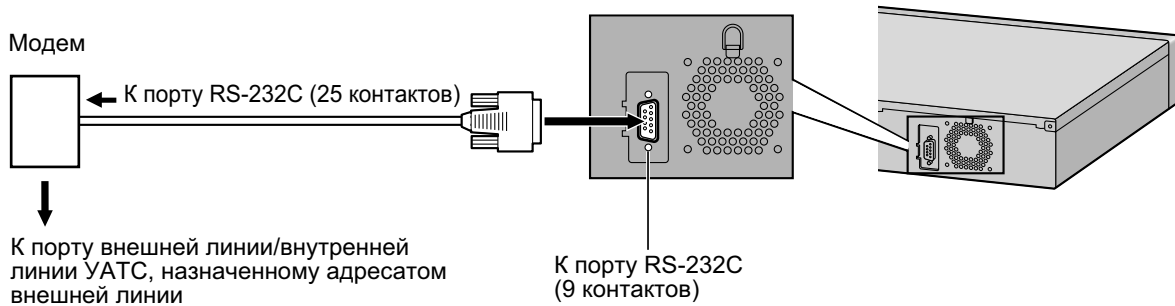 Модем
К порту RS-232C (25 контактов)
К порту внешней линии/внутренней
линии УАТС, назначенному адресатом
внешней линии
К порту RS-232C
(9 контактов)